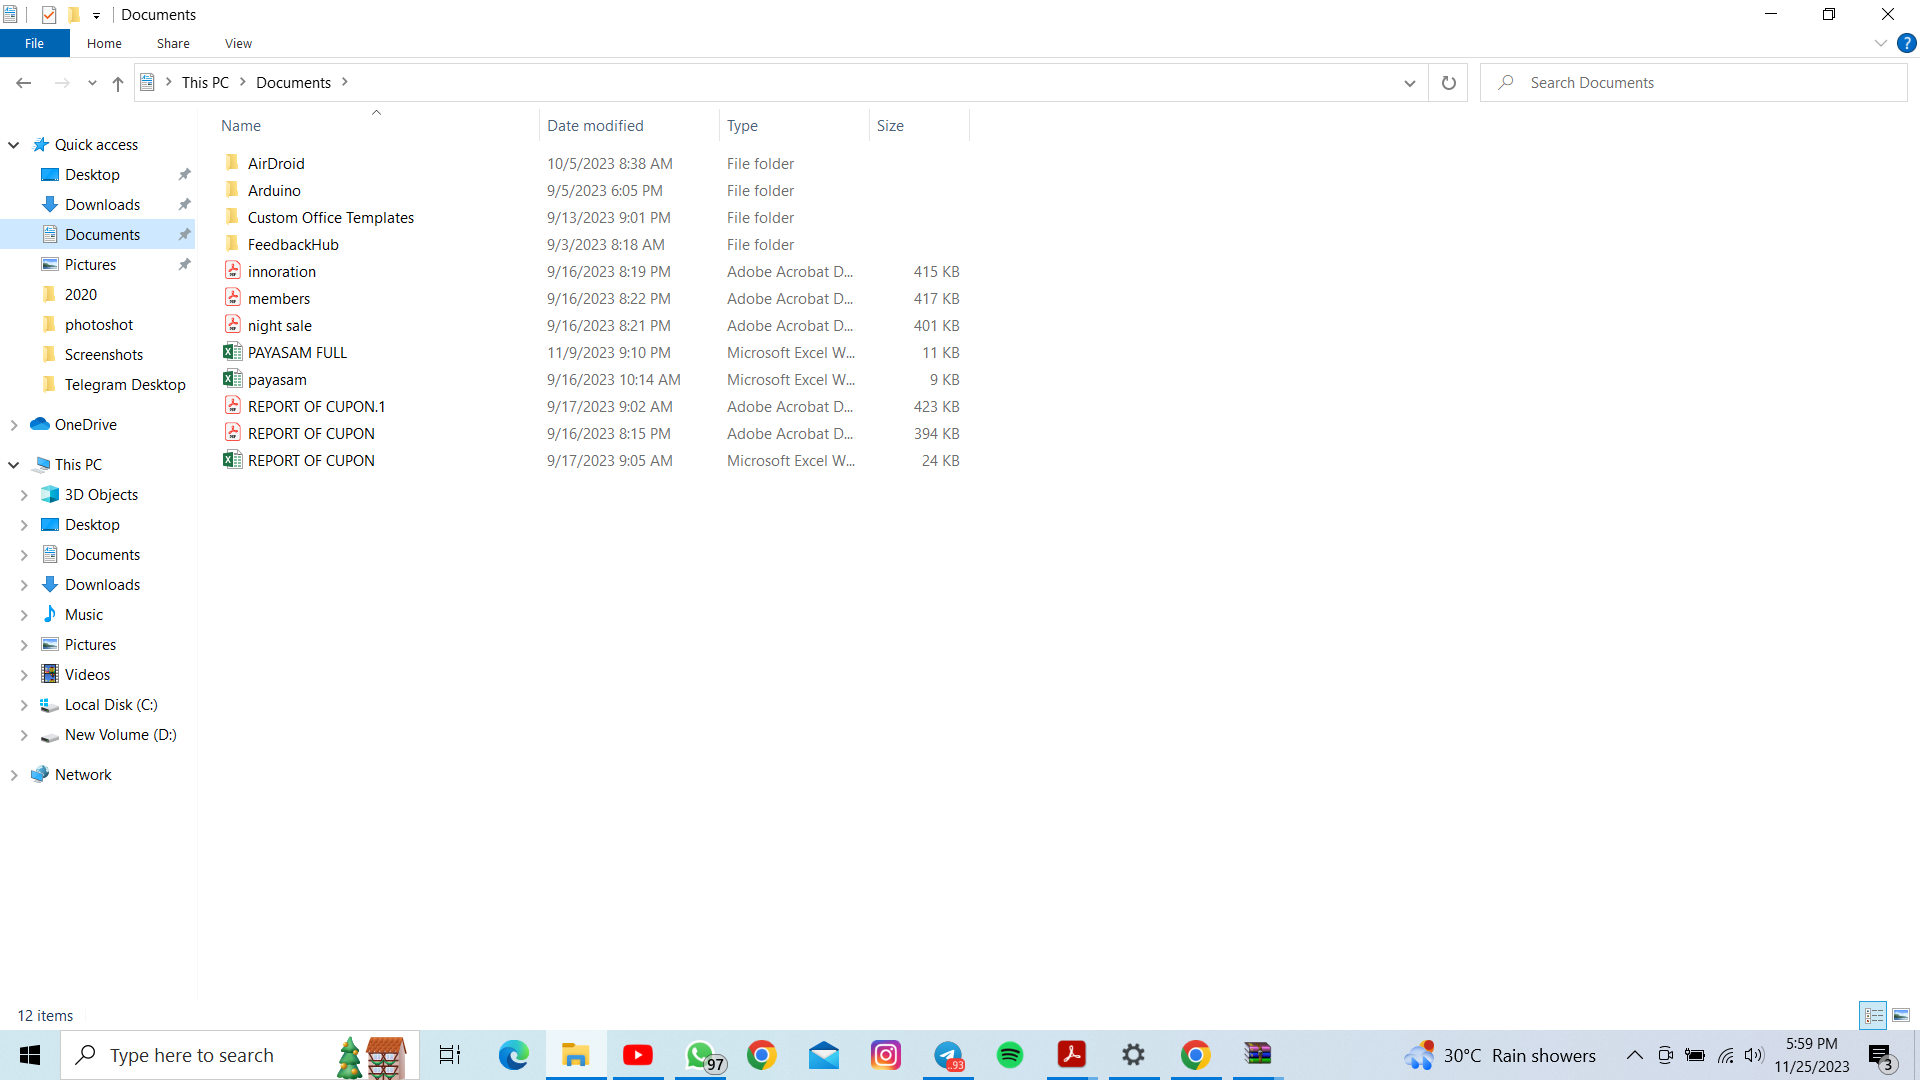 Documents
File Home Share View
This PC Documents
Search Documents
Name Date modified Type Size
Quick access
Desktop
Downloads
Documents
Pictures
2020
photoshot
Screenshots
Telegram Desktop
OneDrive
This PC
3D Objects
Desktop
Documents
Downloads
Music
Pictures
Videos
Local Disk (C:)
New Volume (D:)
Network
AirDroid 10/5/2023 8:38 AM File folder
Arduino 9/5/2023 6:05 PM File folder
Custom Office Templates 9/13/2023 9:01 PM File folder
FeedbackHub 9/3/2023 8:18 AM File folder
innoration 9/16/2023 8:19 PM Adobe Acrobat D... 415 KB
members 9/16/2023 8:22 PM Adobe Acrobat D... 417 KB
night sale 9/16/2023 8:21 PM Adobe Acrobat D... 401 KB
PAYASAM FULL 11/9/2023 9:10 PM Microsoft Excel W... 11 KB
payasam 9/16/2023 10:14 AM Microsoft Excel W... 9 KB
REPORT OF CUPON.1 9/17/2023 9:02 AM Adobe Acrobat D... 423 KB
REPORT OF CUPON 9/16/2023 8:15 PM Adobe Acrobat D... 394 KB
REPORT OF CUPON 9/17/2023 9:05 AM Microsoft Excel W... 24 KB
12 items
Type here to search
97
..93
30°C Rain showers
5:59 PM
11/25/2023
3